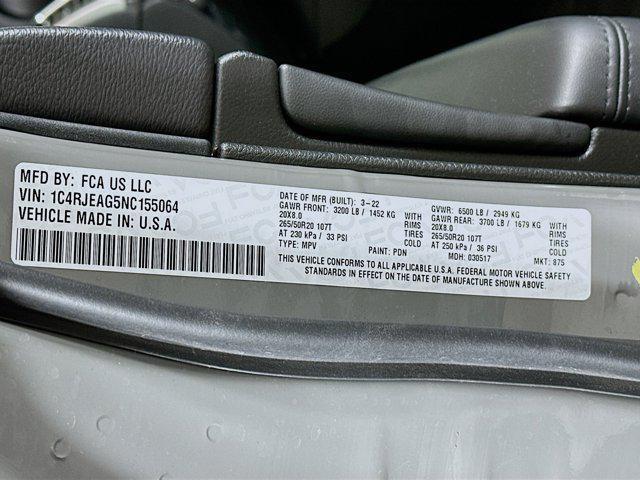 MFD BY: FCA US LLC
VIN: 1C4RJEAG5NC155064
VEHICLE MADE IN U.S.A.
DATE OF MFR (BUILT): 3-22 GVWR: 6500 LB / 2949 KG
GAWR FRONT: 3200 LB / 1452 KG WITH GAWR REAR: 3700 LB / 1679 KG WITH
20X8.0 RIMS 20X8.0 RIMS
265/50R20 107T TIRES 265/50R20 107T TIRES
AT 230 kPa / 33 PSI COLD AT 250 kPa / 36 PSI COLD
TYPE: MPV PAINT: PDN MDH: 030517 MKT: 875
THIS VEHICLE CONFORMS TO ALL APPLICABLE U.S.A. FEDERAL MOTOR VEHICLE SAFETY
STANDARDS IN EFFECT ON THE DATE OF MANUFACTURE SHOWN ABOVE.